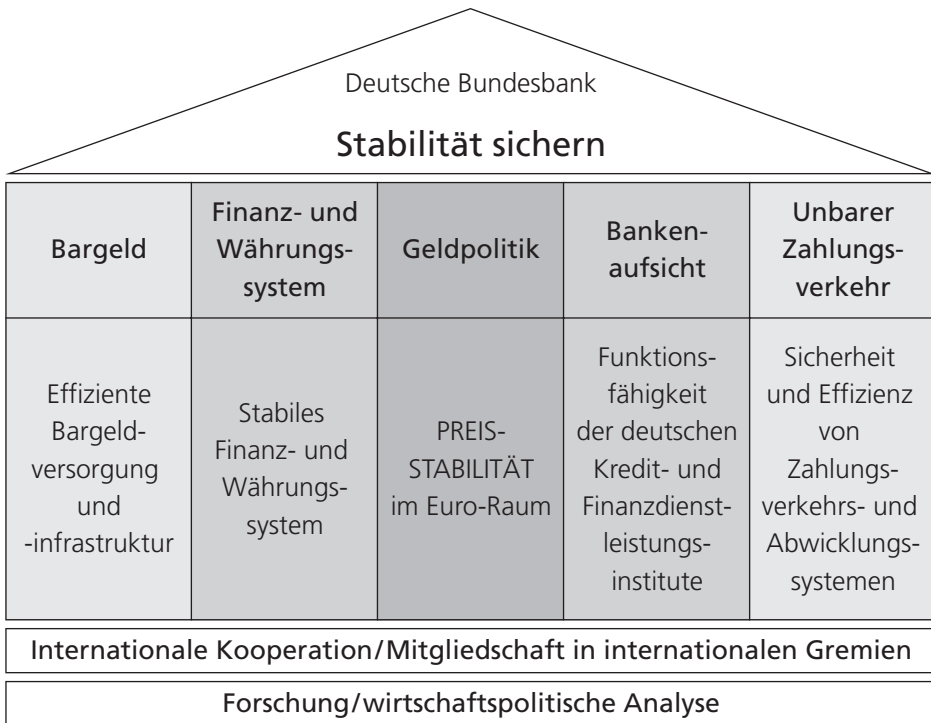 Deutsche Bundesbank
Stabilität sichern
Bargeld
Finanz- und
Währungs-
system
Geldpolitik
Banken-
aufsicht
Unbarer
Zahlungs-
verkehr
Effiziente
Bargeld-
versorgung
und
-infrastruktur
Stabiles
Finanz- und
Währungs-
system
PREIS-
STABILITÄT
im Euro-Raum
Funktions-
fähigkeit
der deutschen
Kredit- und
Finanzdienst-
leistungs-
institute
Sicherheit
und Effizienz
von
Zahlungs-
verkehrs- und
Abwicklungs-
systemen
Internationale Kooperation/Mitgliedschaft in internationalen Gremien
Forschung/wirtschaftspolitische Analyse